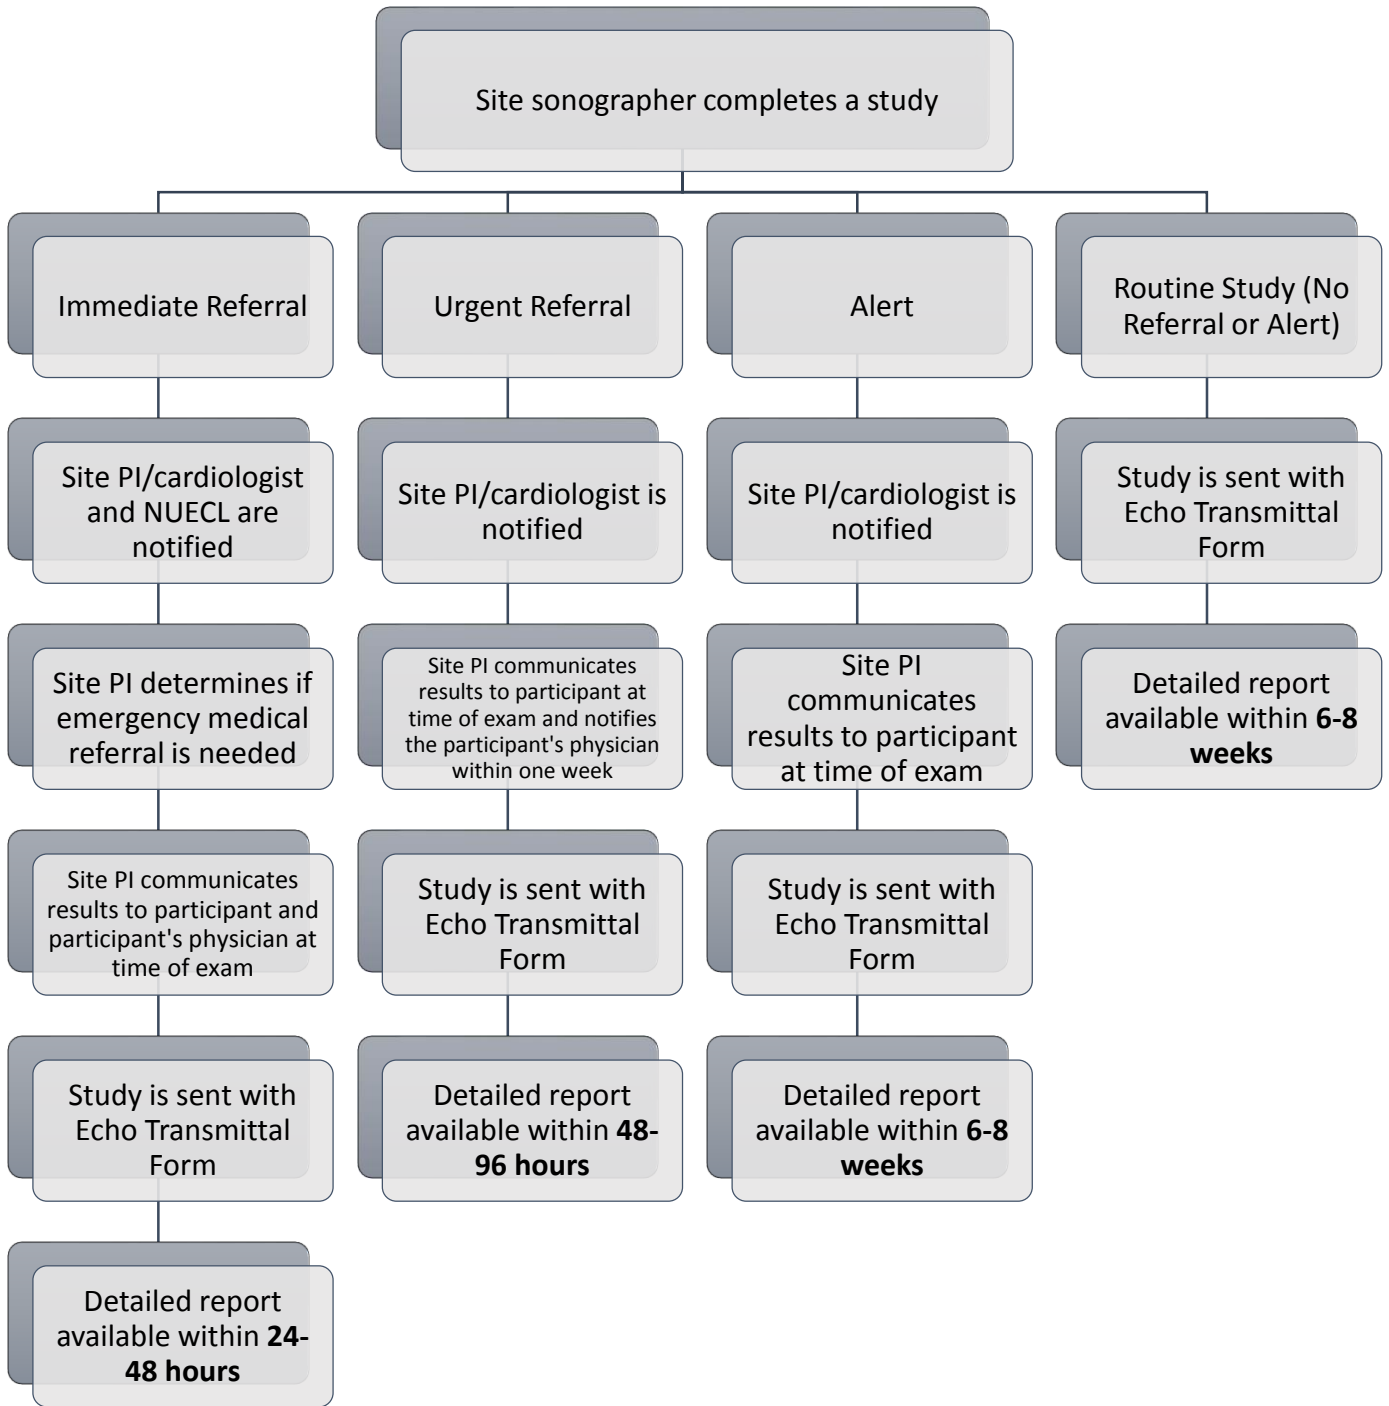 Site sonographer completes a study
Immediate Referral
Site PI/cardiologist
and NUECL are
notified
Site PI determines if
emergency medical
referral is needed
Site PI communicates
results to participant and
participant's physician at
time of exam
Study is sent with
Echo Transmittal
Form
Detailed report
available within 24-
48 hours
Urgent Referral
Site PI/cardiologist is
notified
Site PI communicates
results to participant at
time of exam and notifies
the participant's physician
within one week
Study is sent with
Echo Transmittal
Form
Detailed report
available within 48-
96 hours
Alert
Site PI/cardiologist is
notified
Site PI
communicates
results to participant
at time of exam
Study is sent with
Echo Transmittal
Form
Detailed report
available within 6-8
weeks
Routine Study (No
Referral or Alert)
Study is sent with
Echo Transmittal
Form
Detailed report
available within 6-8
weeks